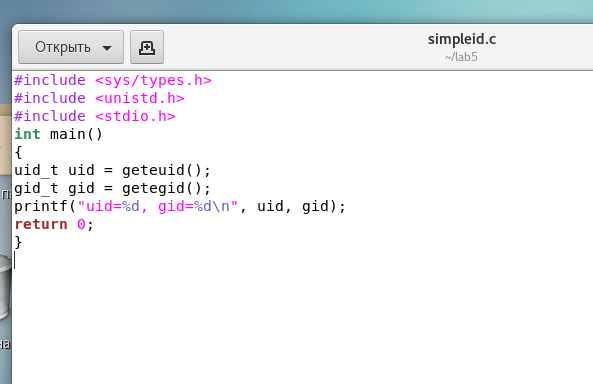 Открыть
simpleid.c
~/lab5
#include <sys/types.h>
#include <unistd.h>
#include <stdio.h>
int main()
{
uid_t uid = geteuid();
gid_t gid = getegid();
printf("uid=%d, gid=%d\n", uid, gid);
return 0;
}